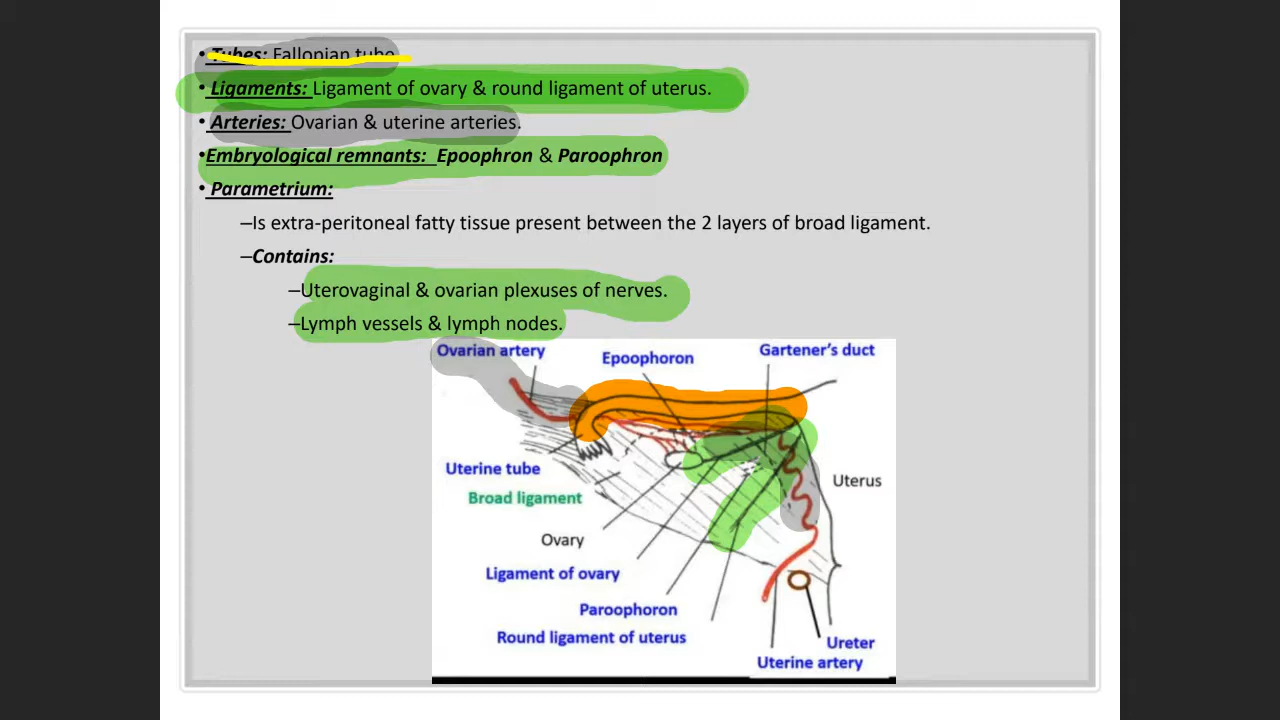 • Tubes: Fallopian tube
• Ligaments: Ligament of ovary & round ligament of uterus.
• Arteries: Ovarian & uterine arteries.
•Embryological remnants: Epoophron & Paroophron
• Parametrium:
–Is extra-peritoneal fatty tissue present between the 2 layers of broad ligament.
–Contains:
–Uterovaginal & ovarian plexuses of nerves.
–Lymph vessels & lymph nodes.
Ovarian artery
Epoophoron
Gartener's duct
Uterine tube
Uterus
Broad ligament
Ovary
Ligament of ovary
Paroophoron
Round ligament of uterus
Ureter
Uterine artery